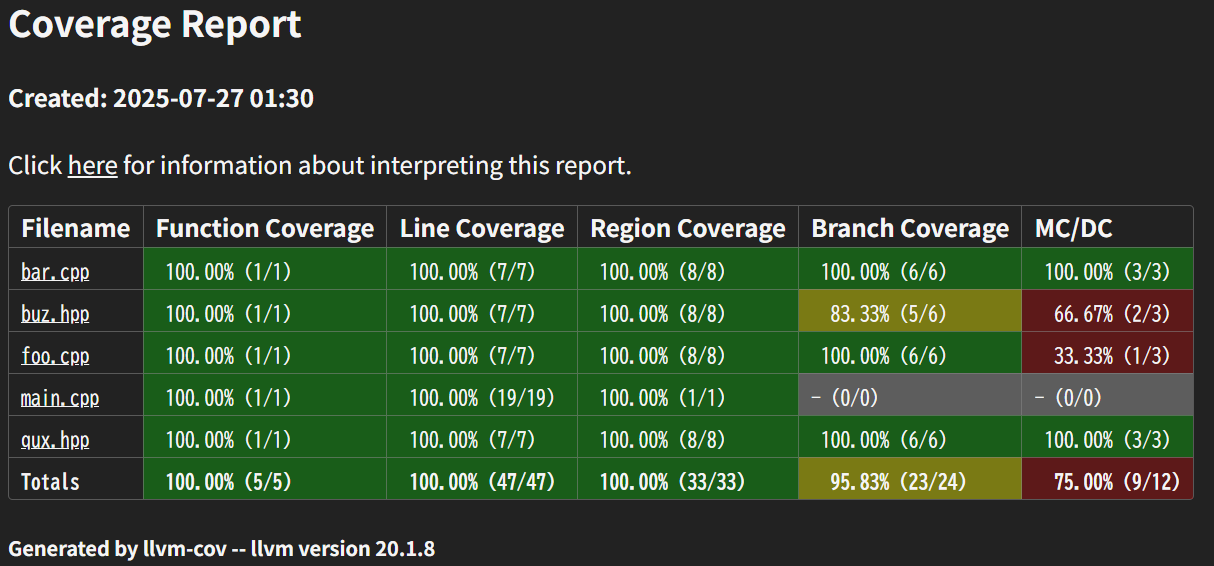 Coverage Report
Created: 2025-07-27 01:30
Click here for information about interpreting this report.
Filename Function Coverage Line Coverage Region Coverage Branch Coverage MC/DC
bar.cpp 100.00% (1/1) 100.00% (7/7) 100.00% (8/8) 100.00% (6/6) 100.00% (3/3)
buz.hpp 100.00% (1/1) 100.00% (7/7) 100.00% (8/8) 83.33% (5/6) 66.67% (2/3)
foo.cpp 100.00% (1/1) 100.00% (7/7) 100.00% (8/8) 100.00% (6/6) 33.33% (1/3)
main.cpp 100.00% (1/1) 100.00% (19/19) 100.00% (1/1) - (0/0) - (0/0)
qux.hpp 100.00% (1/1) 100.00% (7/7) 100.00% (8/8) 100.00% (6/6) 100.00% (3/3)
Totals 100.00% (5/5) 100.00% (47/47) 100.00% (33/33) 95.83% (23/24) 75.00% (9/12)
Generated by llvm-cov -- llvm version 20.1.8